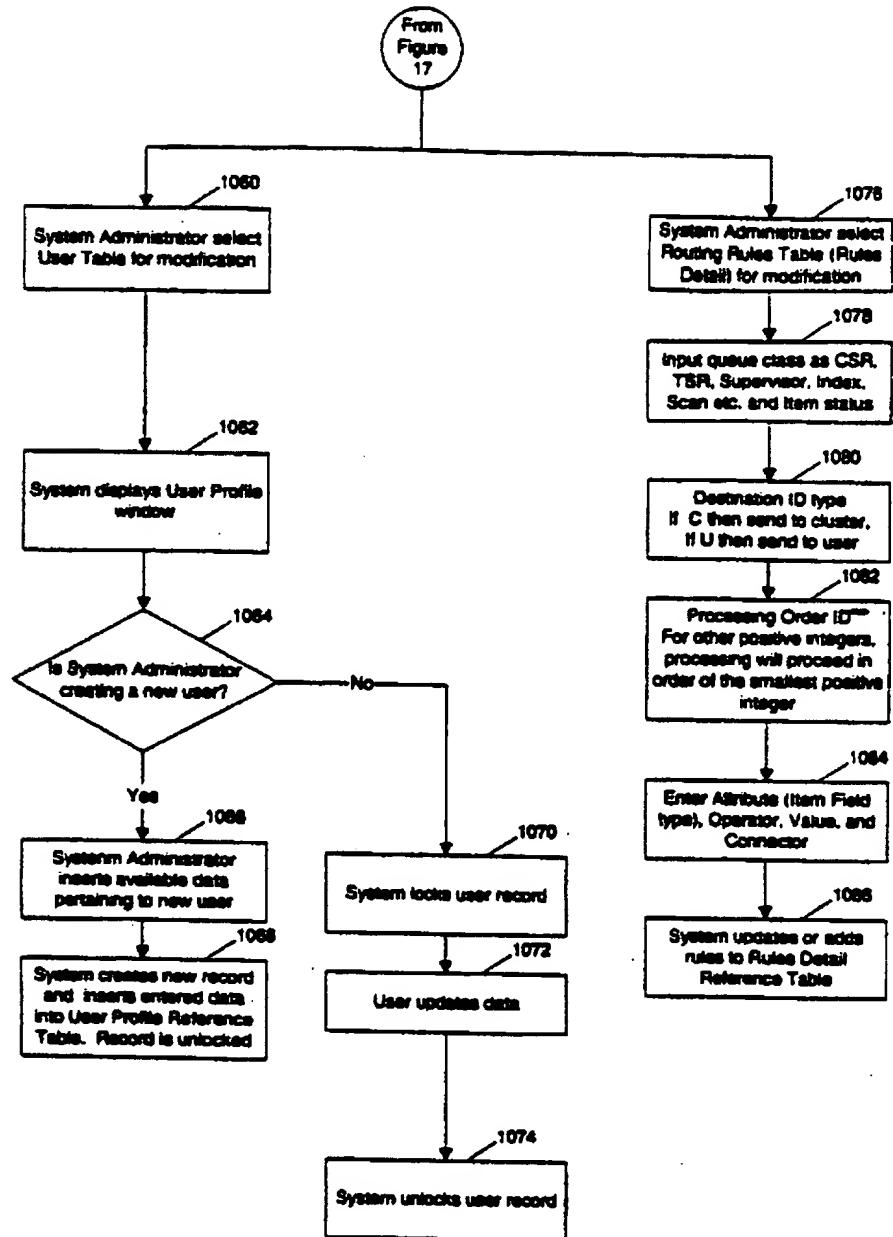 From
Figure
17
1060
System Administrator select
User Table for modification
1062
System displays User Profile
window
1064
Is System Administrator
creating a new user?
No
Yes
1066
Systenm Administrator
inserts available data
pertaining to new user
1068
System creates new record
and inserts entered data
into User Profile Reference
Table. Record is unlocked
1070
System locks user record
1072
User updates data
1074
System unlocks user record
1076
System Administrator select
Routing Rules Table (Rules
Detail) for modification
1078
Input queue class as CSR,
TSR, Supervisor, Index,
Scan etc. and Item status
1080
Destination ID type
If C then send to cluster,
If U then send to user
1082
Processing Order ID
For other positive integers,
processing will proceed in
order of the smallest positive
integer
1084
Enter Attribute (Item Field
type), Operator, Value, and
Connector
1086
System updates or adds
rules to Rules Detail
Reference Table